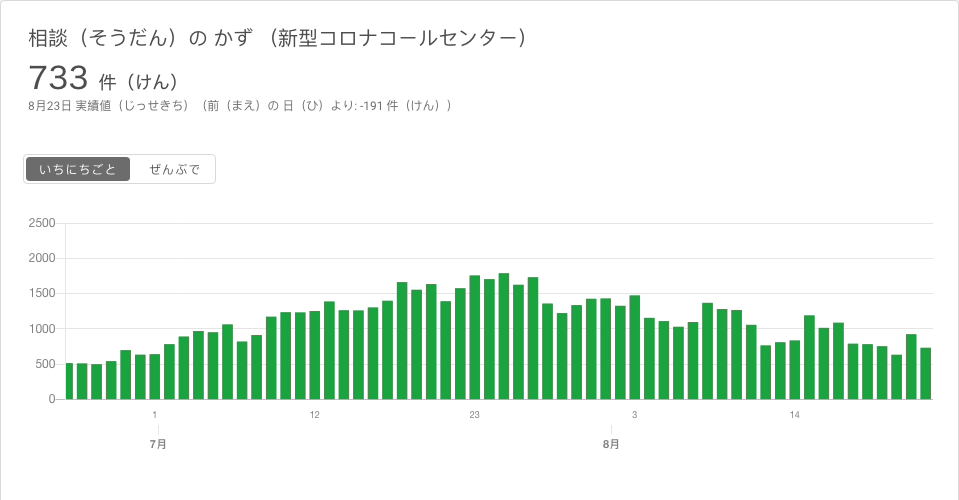 相談（そうだん）の かず （新型コロナコールセンター）
733 件（けん）
8月23日 実績値（じっせきち）（前（まえ）の 日（ひ）より: -191 件（けん））
いちにちごと ぜんぶで
2500
2000
1500
1000
500
0
1 12 23 3 14
7月 8月